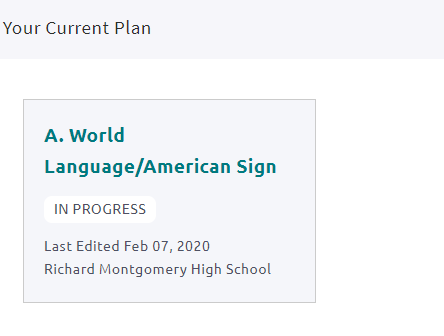 Your Current Plan
A. World
Language/American Sign
IN PROGRESS
Last Edited Feb 07, 2020
Richard Montgomery High School